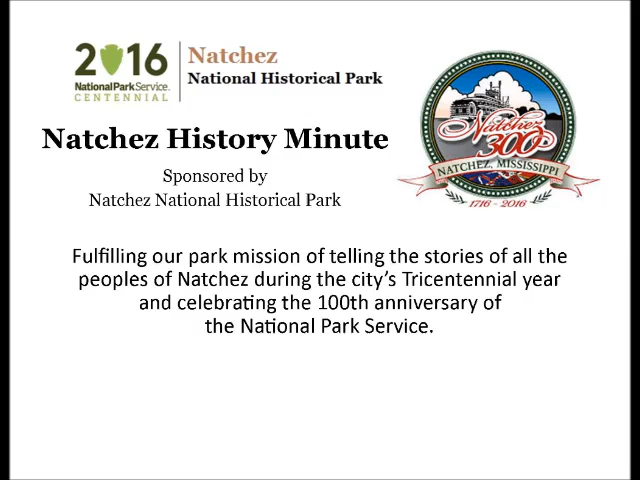 2016
National Park Service
CENTENNIAL
Natchez
National Historical Park
Natchez History Minute
Sponsored by
Natchez National Historical Park
Natchez
300
NATCHEZ, MISSISSIPPI
1716 - 2016
Fulfilling our park mission of telling the stories of all the
peoples of Natchez during the city's Tricentennial year
and celebrating the 100th anniversary of
the National Park Service.